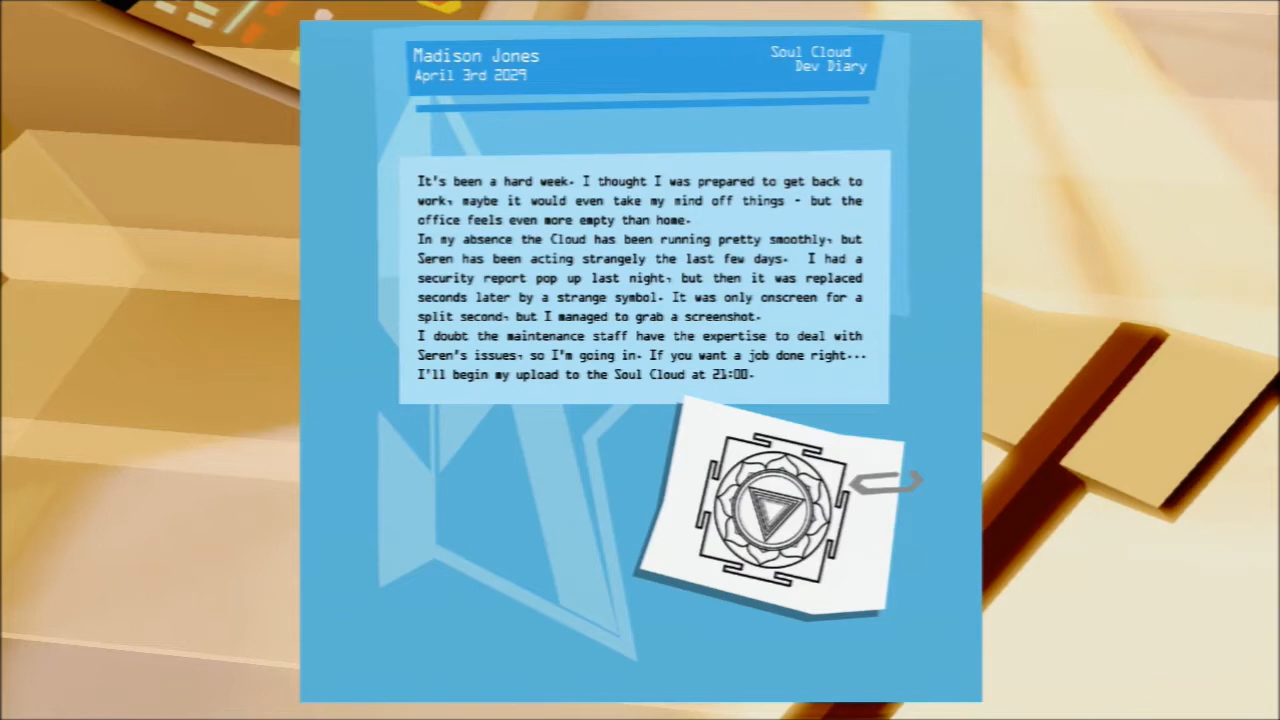 Madison Jones
April 3rd 2029
Soul Cloud
Dev Diary
It's been a hard week. I thought I was prepared to get back to
work, maybe it would even take my mind off things - but the
office feels even more empty than home.
In my absence the Cloud has been running pretty smoothly, but
Seren has been acting strangely the last few days. I had a
security report pop up last night, but then it was replaced
seconds later by a strange symbol. It was only onscreen for a
split second, but I managed to grab a screenshot.
I doubt the maintenance staff have the expertise to deal with
Seren's issues, so I'm going in. If you want a job done right...
I'll begin my upload to the Soul Cloud at 21:00.